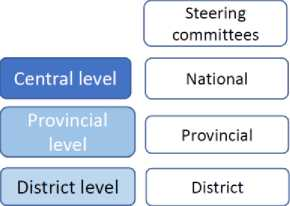 Steering
committees
Central level
National
Provincial
level
Provincial
District level
District